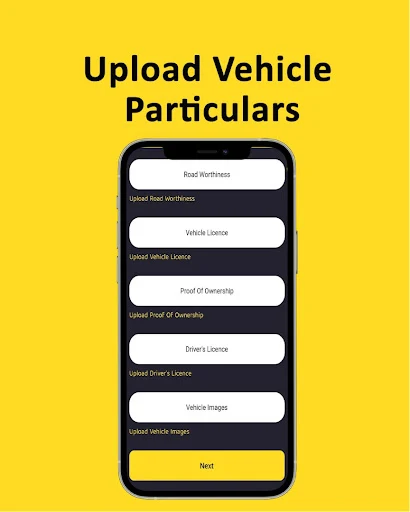 Upload Vehicle
Particulars
Road Worthiness
Upload Road Worthiness
Vehicle Licence
Upload Vehicle Licence
Proof Of Ownership
Upload Proof Of Ownership
Driver's Licence
Upload Driver's Licence
Vehicle Images
Upload Vehicle Images
Next